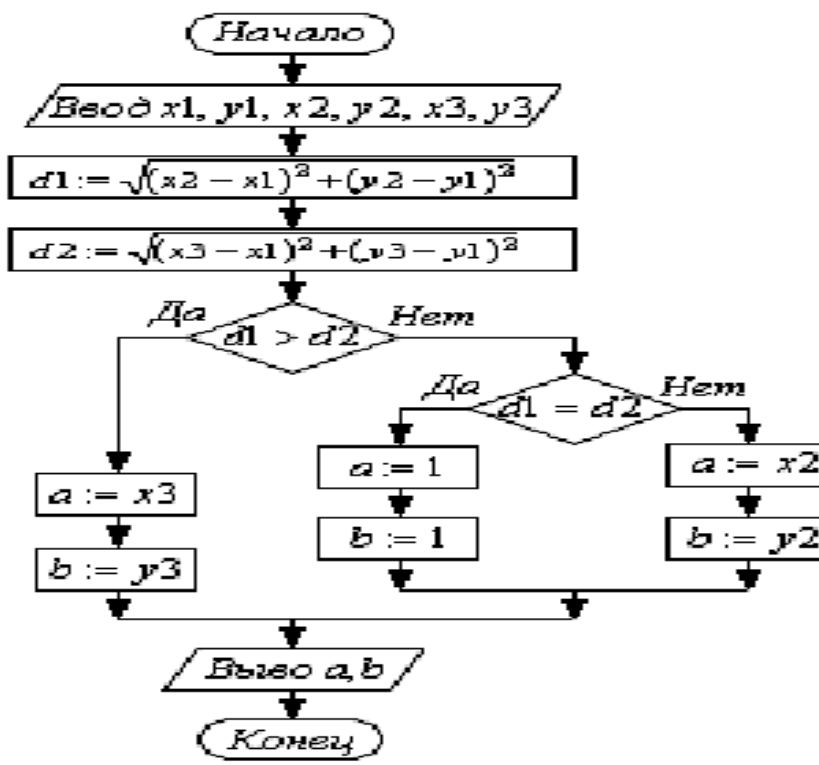 Начало
Ввод x1, y1, x2, y2, x3, y3
d1 := √(x2 − x1)² + (y2 − y1)²
d2 := √(x3 − x1)² + (y3 − y1)²
Да
Нет
d1 > d2
Да
Нет
d1 = d2
a := x3
a := 1
a := x2
b := y3
b := 1
b := y2
Выво a, b
Конец